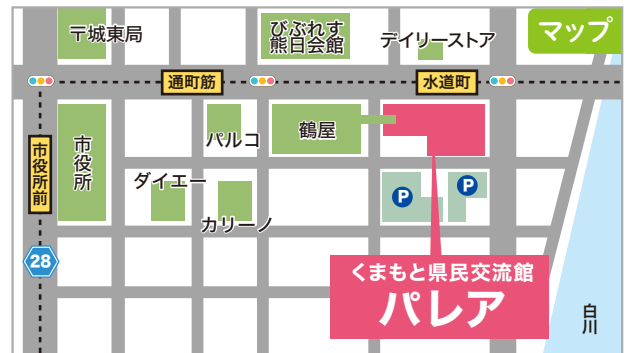 〒城東局
びぷれす
熊日会館
デイリーストア
マップ
通町筋
水道町
市役所前
市役所
パルコ
鶴屋
ダイエー
カリーノ
P
P
28
くまもと県民交流館
パレア
白川